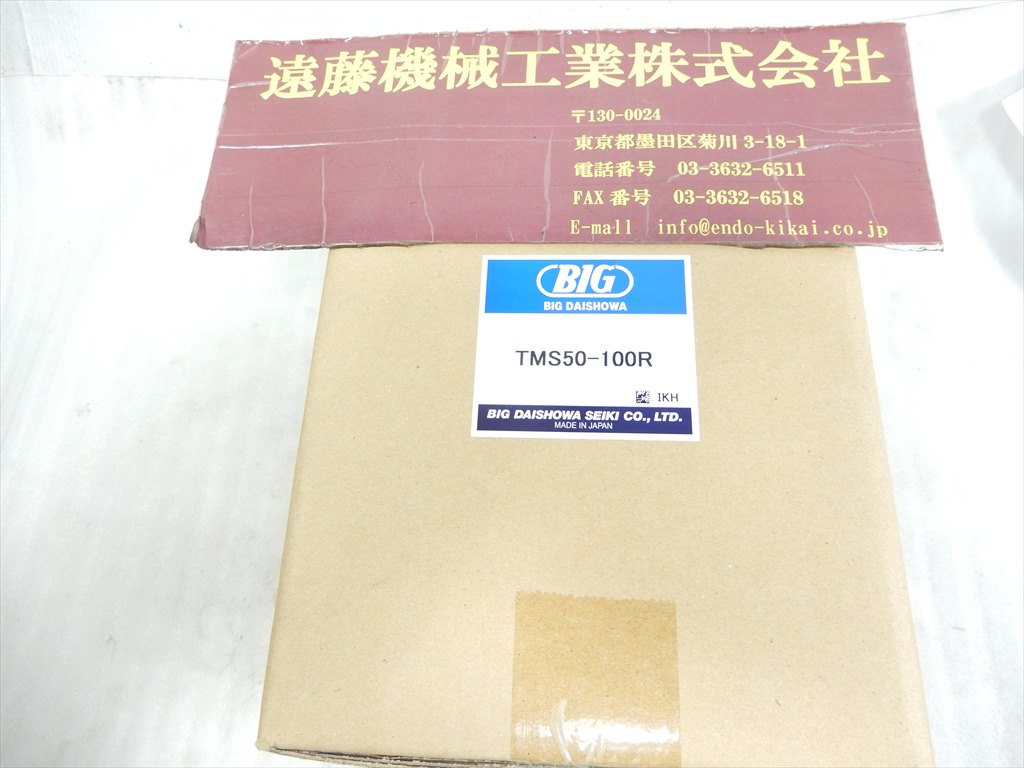 遠藤機械工業株式会社
〒130-0024
東京都墨田区菊川 3-18-1
電話番号 03-3632-6511
FAX 番号 03-3632-6518
E-mail info@endo-kikai.co.jp
BIG
BIG DAISHOWA
TMS50-100R
1KH
BIG DAISHOWA SEIKI CO., LTD.
MADE IN JAPAN